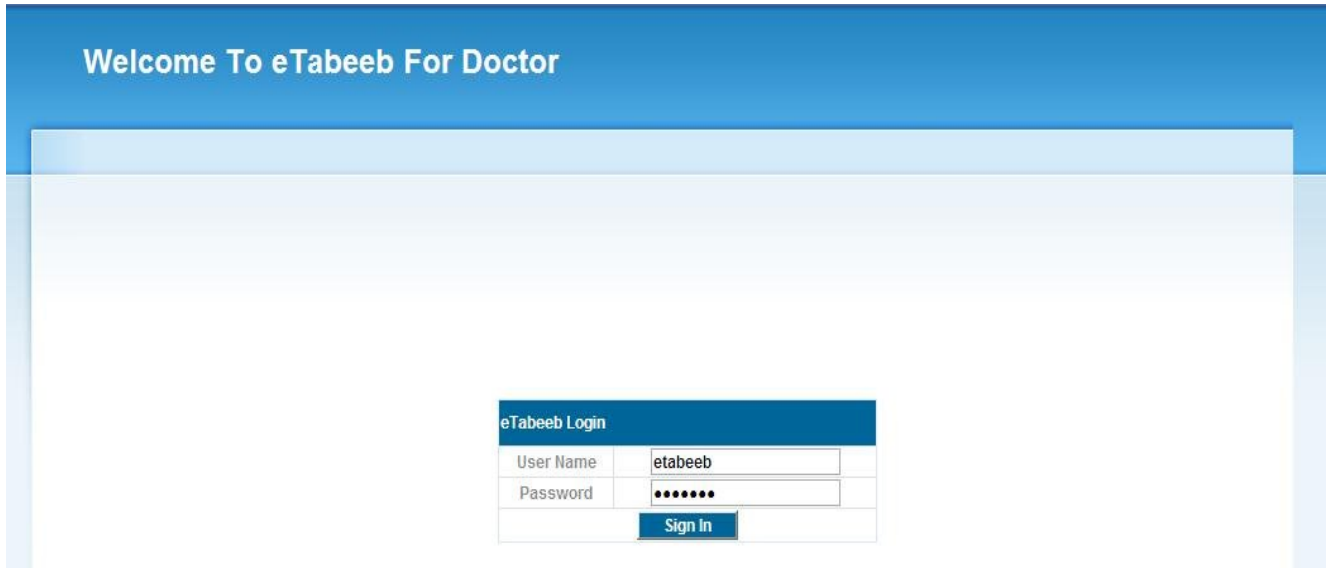 Welcome To eTabeeb For Doctor
eTabeeb Login
User Name etabeeb
Password •••••••
Sign In